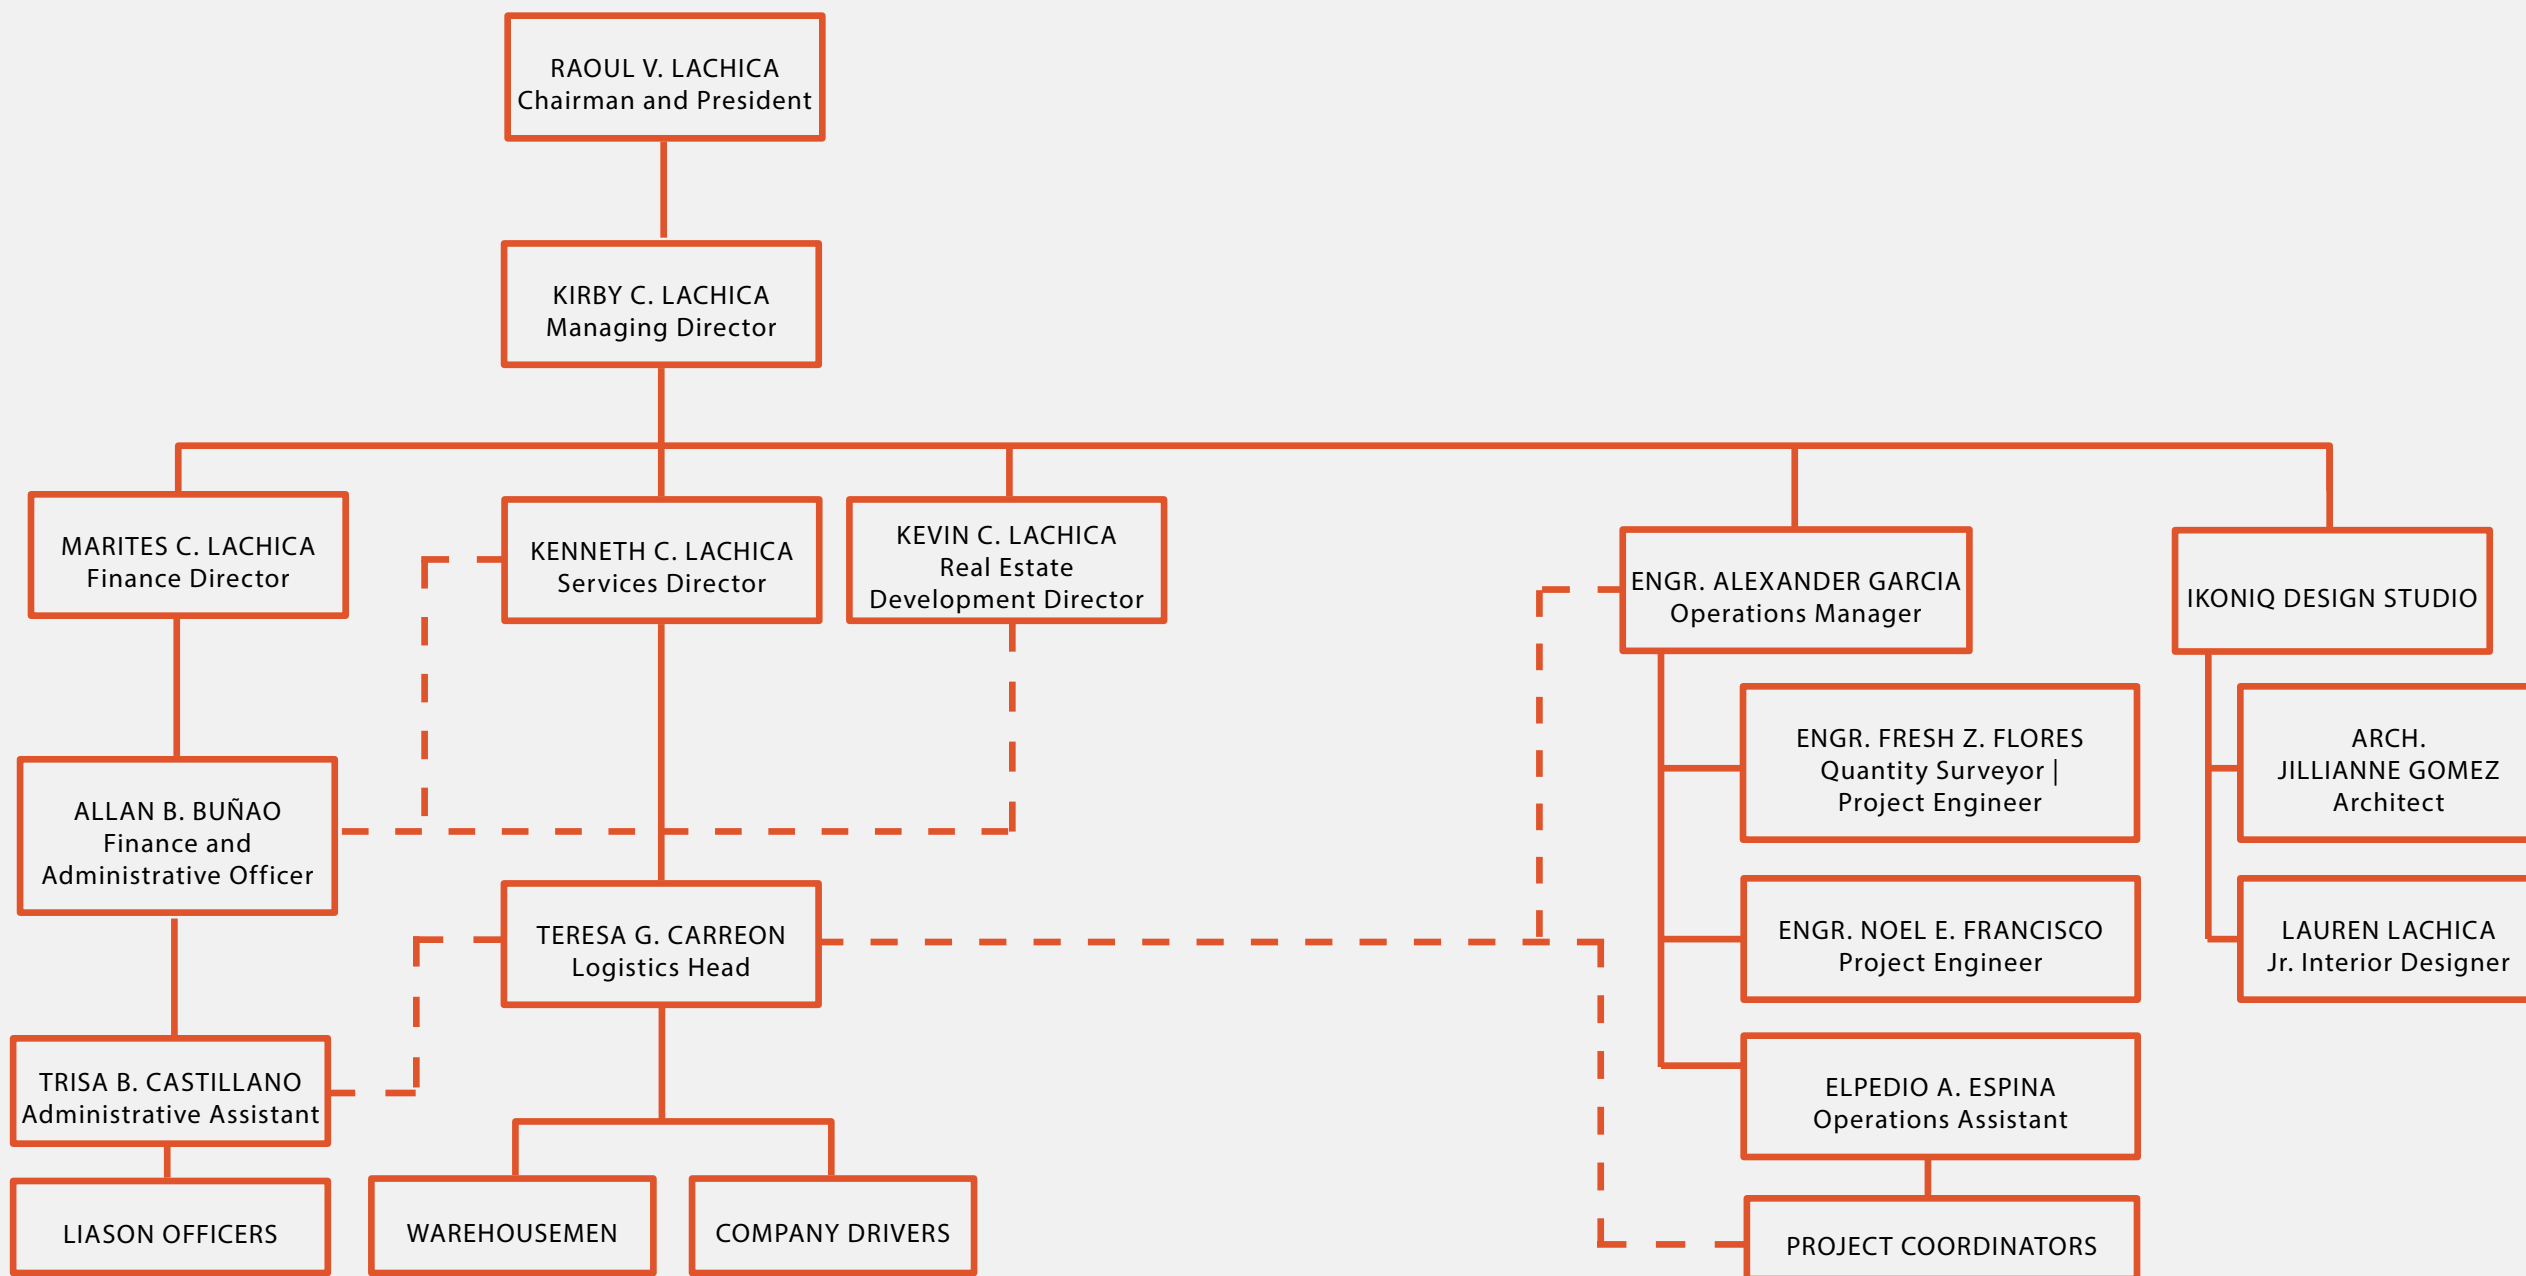 RAOUL V. LACHICA
Chairman and President
KIRBY C. LACHICA
Managing Director
MARITES C. LACHICA
Finance Director
KENNETH C. LACHICA
Services Director
KEVIN C. LACHICA
Real Estate
Development Director
ENGR. ALEXANDER GARCIA
Operations Manager
IKONIQ DESIGN STUDIO
ALLAN B. BUÑAO
Finance and
Administrative Officer
ENGR. FRESH Z. FLORES
Quantity Surveyor |
Project Engineer
ARCH.
JILLIANNE GOMEZ
Architect
TERESA G. CARREON
Logistics Head
ENGR. NOEL E. FRANCISCO
Project Engineer
LAUREN LACHICA
Jr. Interior Designer
TRISA B. CASTILLANO
Administrative Assistant
ELPEDIO A. ESPINA
Operations Assistant
LIASON OFFICERS
WAREHOUSEMEN
COMPANY DRIVERS
PROJECT COORDINATORS